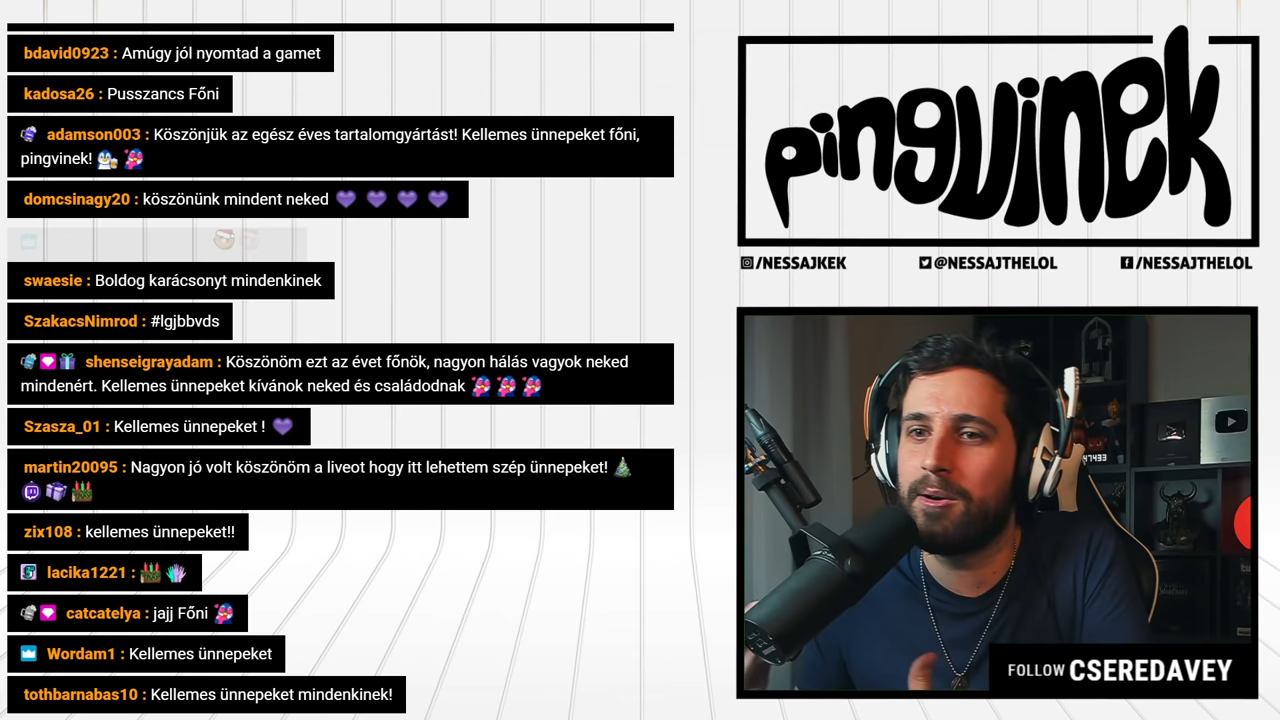 bdavid0923 : Amúgy jól nyomtad a gamet
kadosa26 : Pusszancs Főni
adamson003 : Köszönjük az egész éves tartalomgyártást! Kellemes ünnepeket főni,
pingvinek!
domcsinagy20 : köszönünk mindent neked
swaesie : Boldog karácsonyt mindenkinek
SzakacsNimrod : #lgjbbvds
shenseigrayadam : Köszönöm ezt az évet főnök, nagyon hálás vagyok neked
mindenért. Kellemes ünnepeket kívánok neked és családodnak
Szasza_01 : Kellemes ünnepeket !
martin20095 : Nagyon jó volt köszönöm a liveot hogy itt lehettem szép ünnepeket!
zix108 : kellemes ünnepeket!!
lacika1221 :
catcatelya : jajj Főni
Wordam1 : Kellemes ünnepeket
tothbarnabas10 : Kellemes ünnepeket mindenkinek!
pingvinek
/NESSAJKEK @NESSAJTHELOL /NESSAJTHELOL
FOLLOW CSEREDAVEY